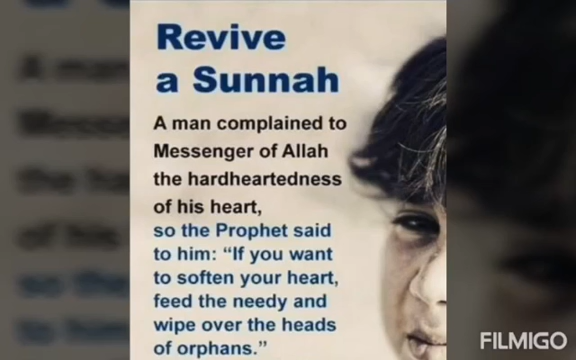 Revive
a Sunnah
A man complained to
Messenger of Allah
the hardheartedness
of his heart,
so the Prophet said
to him: “If you want
to soften your heart,
feed the needy and
wipe over the heads
of orphans.”
FILMIGO